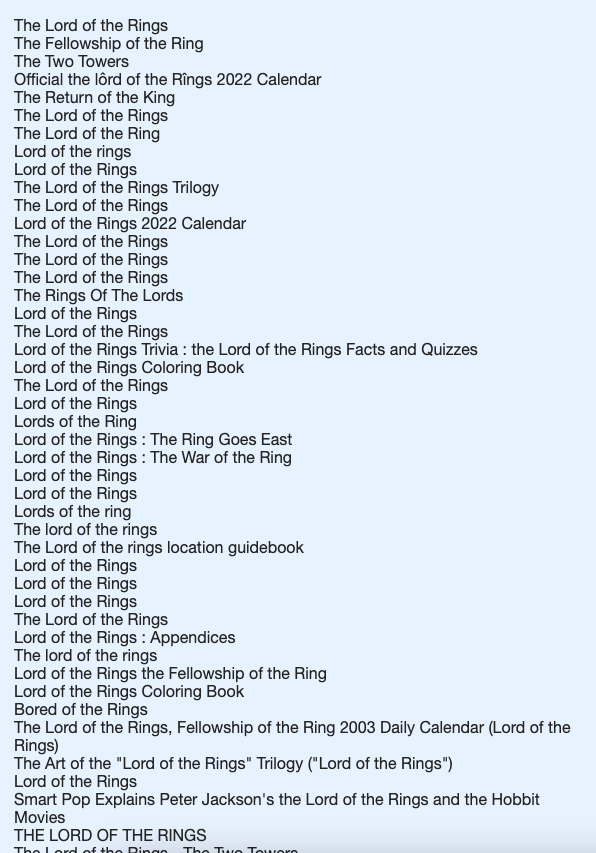 The Lord of the Rings
The Fellowship of the Ring
The Two Towers
Official the lôrd of the Rîngs 2022 Calendar
The Return of the King
The Lord of the Rings
The Lord of the Ring
Lord of the rings
Lord of the Rings
The Lord of the Rings Trilogy
The Lord of the Rings
Lord of the Rings 2022 Calendar
The Lord of the Rings
The Lord of the Rings
The Lord of the Rings
The Rings Of The Lords
Lord of the Rings
The Lord of the Rings
Lord of the Rings Trivia : the Lord of the Rings Facts and Quizzes
Lord of the Rings Coloring Book
The Lord of the Rings
Lord of the Rings
Lords of the Ring
Lord of the Rings : The Ring Goes East
Lord of the Rings : The War of the Ring
Lord of the Rings
Lord of the Rings
Lords of the ring
The lord of the rings
The Lord of the rings location guidebook
Lord of the Rings
Lord of the Rings
Lord of the Rings
The Lord of the Rings
Lord of the Rings : Appendices
The lord of the rings
Lord of the Rings the Fellowship of the Ring
Lord of the Rings Coloring Book
Bored of the Rings
The Lord of the Rings, Fellowship of the Ring 2003 Daily Calendar (Lord of the
Rings)
The Art of the "Lord of the Rings" Trilogy ("Lord of the Rings")
Lord of the Rings
Smart Pop Explains Peter Jackson's the Lord of the Rings and the Hobbit
Movies
THE LORD OF THE RINGS
The Lord of the Rings - The Two Towers